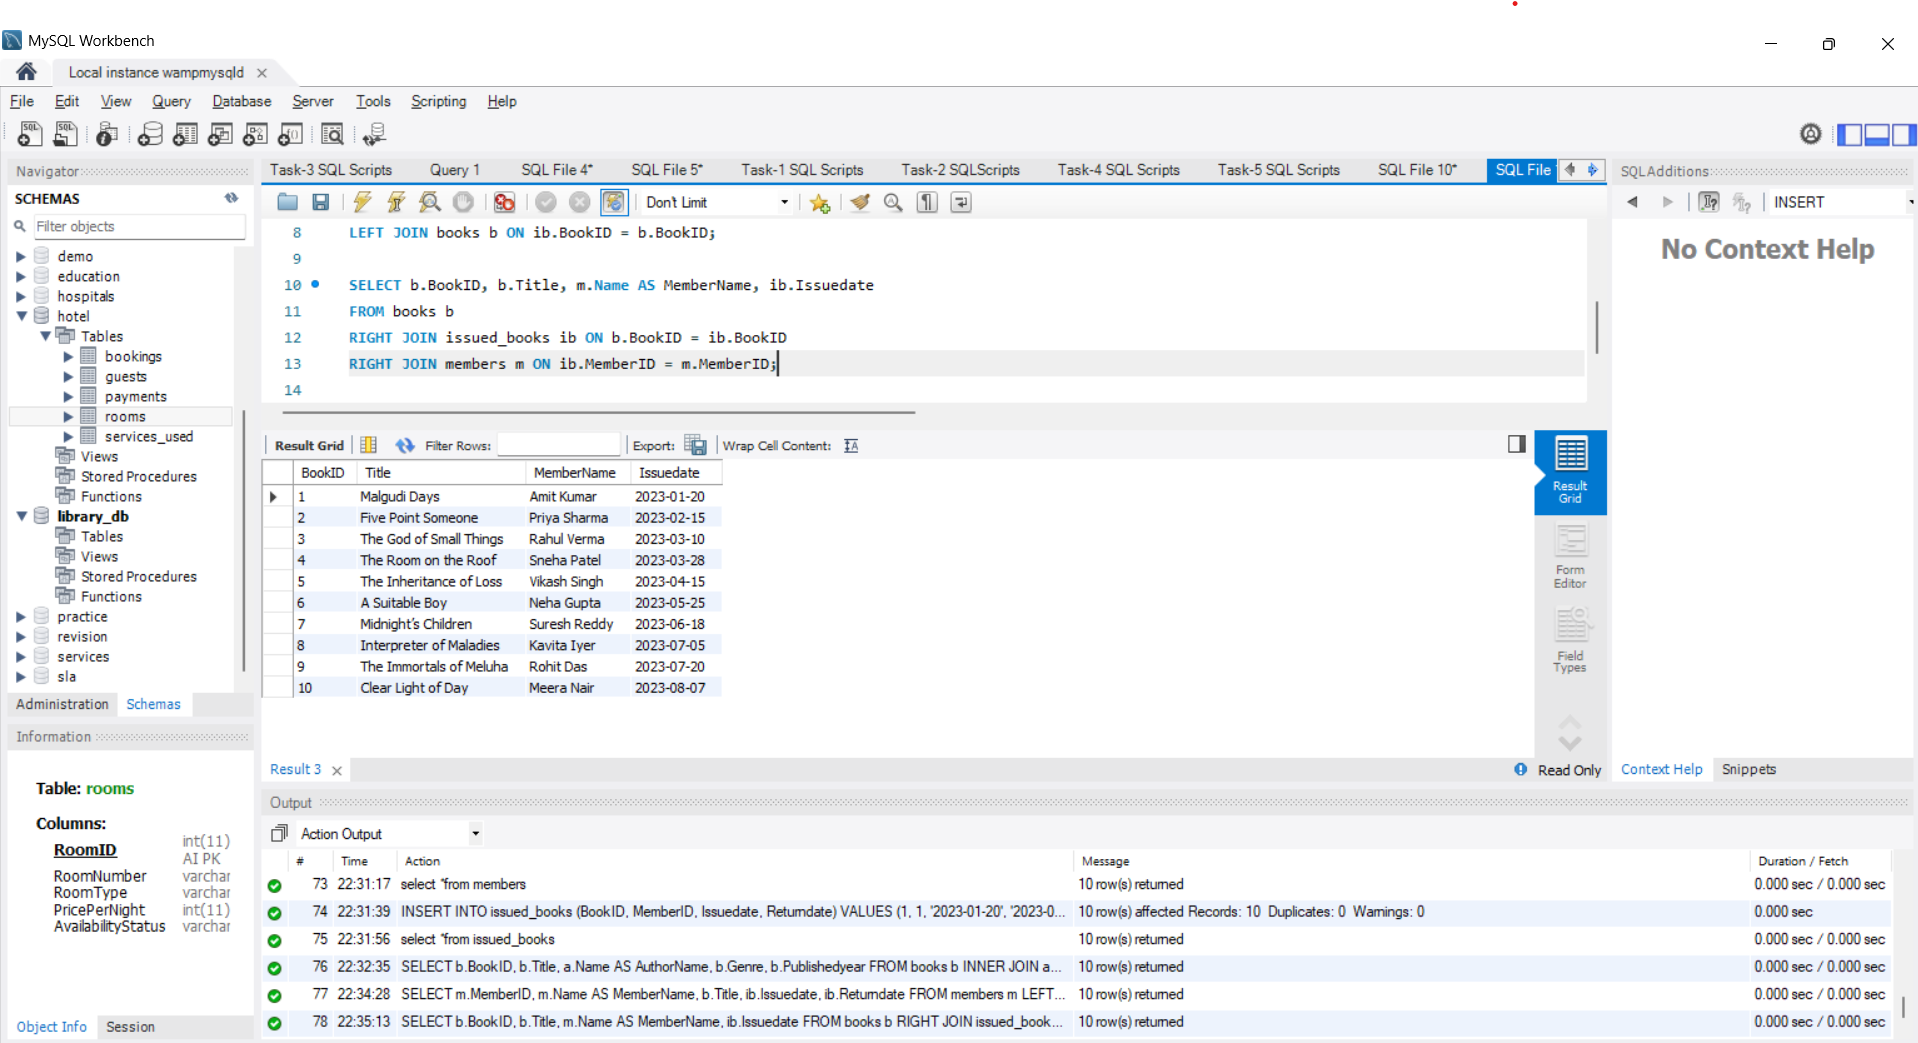 MySQL Workbench
Local instance wampmysqld
File Edit View Query Database Server Tools Scripting Help
Navigator
SCHEMAS
Filter objects
demo
education
hospitals
hotel
Tables
bookings
guests
payments
rooms
services_used
Views
Stored Procedures
Functions
library_db
Tables
Views
Stored Procedures
Functions
practice
revision
services
sla
Administration Schemas
Information
Table: rooms
Columns:
RoomID int(11) AI PK
RoomNumber varchar
RoomType varchar
PricePerNight int(11)
AvailabilityStatus varchar
Object Info Session
Task-3 SQL Scripts Query 1 SQL File 4* SQL File 5* Task-1 SQL Scripts Task-2 SQLScripts Task-4 SQL Scripts Task-5 SQL Scripts SQL File 10* SQL File
Don't Limit
8 LEFT JOIN books b ON ib.BookID = b.BookID;
9
10 SELECT b.BookID, b.Title, m.Name AS MemberName, ib.Issuedate
11 FROM books b
12 RIGHT JOIN issued_books ib ON b.BookID = ib.BookID
13 RIGHT JOIN members m ON ib.MemberID = m.MemberID;
14
Result Grid Filter Rows: Export: Wrap Cell Content:
BookID Title MemberName Issuedate
1 Malgudi Days Amit Kumar 2023-01-20
2 Five Point Someone Priya Sharma 2023-02-15
3 The God of Small Things Rahul Verma 2023-03-10
4 The Room on the Roof Sneha Patel 2023-03-28
5 The Inheritance of Loss Vikash Singh 2023-04-15
6 A Suitable Boy Neha Gupta 2023-05-25
7 Midnight's Children Suresh Reddy 2023-06-18
8 Interpreter of Maladies Kavita Iyer 2023-07-05
9 The Immortals of Meluha Rohit Das 2023-07-20
10 Clear Light of Day Meera Nair 2023-08-07
Result Grid
Form Editor
Field Types
Result 3
Read Only
SQLAdditions
INSERT
No Context Help
Context Help Snippets
Output
Action Output
# Time Action Message Duration / Fetch
73 22:31:17 select *from members 10 row(s) returned 0.000 sec / 0.000 sec
74 22:31:39 INSERT INTO issued_books (BookID, MemberID, Issuedate, Returndate) VALUES (1, 1, '2023-01-20', '2023-0... 10 row(s) affected Records: 10 Duplicates: 0 Warnings: 0 0.000 sec
75 22:31:56 select *from issued_books 10 row(s) returned 0.000 sec / 0.000 sec
76 22:32:35 SELECT b.BookID, b.Title, a.Name AS AuthorName, b.Genre, b.Publishedyear FROM books b INNER JOIN a... 10 row(s) returned 0.000 sec / 0.000 sec
77 22:34:28 SELECT m.MemberID, m.Name AS MemberName, b.Title, ib.Issuedate, ib.Returndate FROM members m LEFT... 10 row(s) returned 0.000 sec / 0.000 sec
78 22:35:13 SELECT b.BookID, b.Title, m.Name AS MemberName, ib.Issuedate FROM books b RIGHT JOIN issued_book... 10 row(s) returned 0.000 sec / 0.000 sec